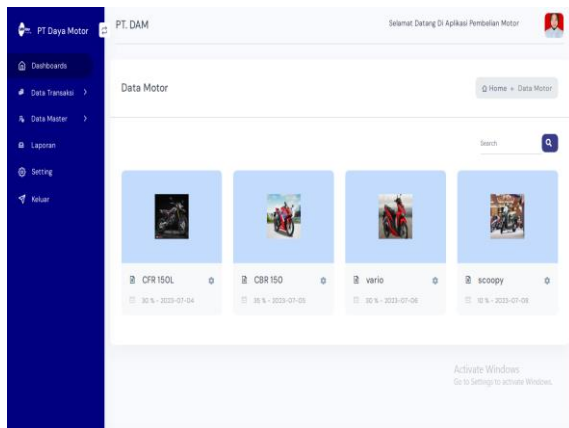 PT Daya Motor
PT. DAM
Selamat Datang Di Aplikasi Pembelian Motor
Dashboards
Data Transaksi
Data Master
Laporan
Setting
Keluar
Data Motor
Home Data Motor
Search
CFR 150L
30 % - 2023-07-04
CBR 150
35 % - 2023-07-05
vario
50 % - 2023-07-06
scoopy
10 % - 2023-07-06
Activate Windows
Go to Settings to activate Windows.